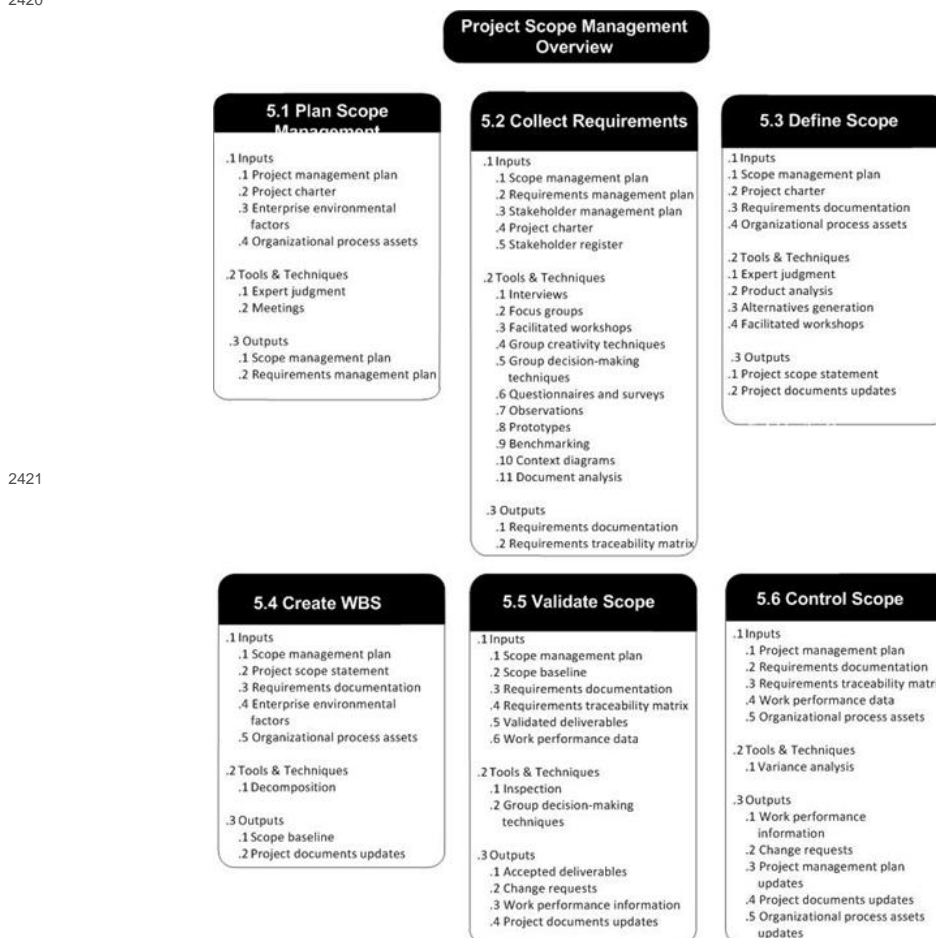 2420
Project Scope Management
Overview
5.1 Plan Scope
Management
.1 Inputs
.1 Project management plan
.2 Project charter
.3 Enterprise environmental
factors
.4 Organizational process assets
.2 Tools & Techniques
.1 Expert judgment
.2 Meetings
.3 Outputs
.1 Scope management plan
.2 Requirements management plan
5.2 Collect Requirements
.1 Inputs
.1 Scope management plan
.2 Requirements management plan
.3 Stakeholder management plan
.4 Project charter
.5 Stakeholder register
.2 Tools & Techniques
.1 Interviews
.2 Focus groups
.3 Facilitated workshops
.4 Group creativity techniques
.5 Group decision-making
techniques
.6 Questionnaires and surveys
.7 Observations
.8 Prototypes
.9 Benchmarking
.10 Context diagrams
.11 Document analysis
.3 Outputs
.1 Requirements documentation
.2 Requirements traceability matrix
5.3 Define Scope
.1 Inputs
.1 Scope management plan
.2 Project charter
.3 Requirements documentation
.4 Organizational process assets
.2 Tools & Techniques
.1 Expert judgment
.2 Product analysis
.3 Alternatives generation
.4 Facilitated workshops
.3 Outputs
.1 Project scope statement
.2 Project documents updates
2421
5.4 Create WBS
.1 Inputs
.1 Scope management plan
.2 Project scope statement
.3 Requirements documentation
.4 Enterprise environmental
factors
.5 Organizational process assets
.2 Tools & Techniques
.1 Decomposition
.3 Outputs
.1 Scope baseline
.2 Project documents updates
5.5 Validate Scope
.1 Inputs
.1 Scope management plan
.2 Scope baseline
.3 Requirements documentation
.4 Requirements traceability matrix
.5 Validated deliverables
.6 Work performance data
.2 Tools & Techniques
.1 Inspection
.2 Group decision-making
techniques
.3 Outputs
.1 Accepted deliverables
.2 Change requests
.3 Work performance information
.4 Project documents updates
5.6 Control Scope
.1 Inputs
.1 Project management plan
.2 Requirements documentation
.3 Requirements traceability matri
.4 Work performance data
.5 Organizational process assets
.2 Tools & Techniques
.1 Variance analysis
.3 Outputs
.1 Work performance
information
.2 Change requests
.3 Project management plan
updates
.4 Project documents updates
.5 Organizational process assets
updates